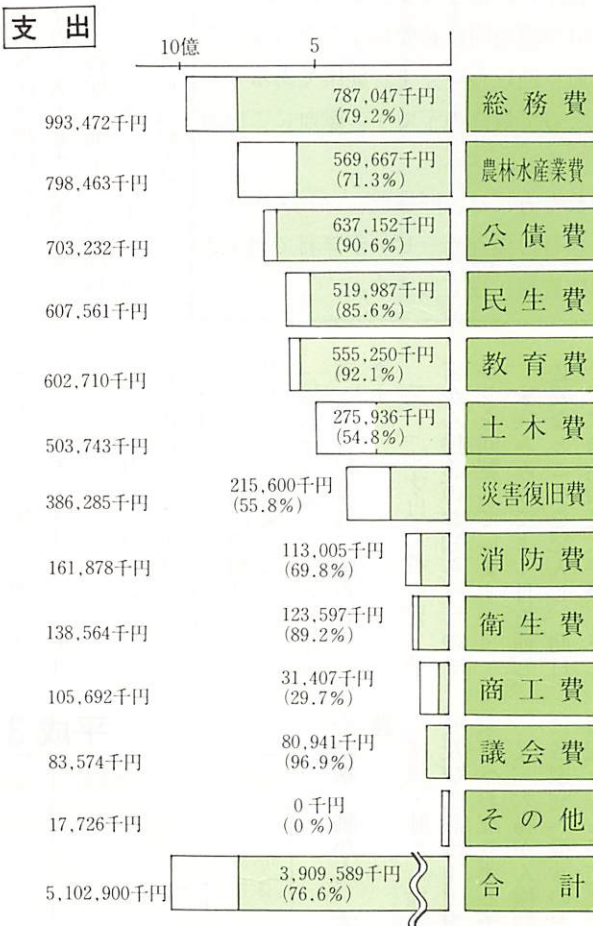 支出
10億 5
993,472千円 787,047千円 総務費
(79.2%)
798,463千円 569,667千円 農林水産業費
(71.3%)
703,232千円 637,152千円 公債費
(90.6%)
607,561千円 519,987千円 民生費
(85.6%)
602,710千円 555,250千円 教育費
(92.1%)
503,743千円 275,936千円 土木費
(54.8%)
386,285千円 215,600千円 災害復旧費
(55.8%)
161,878千円 113,005千円 消防費
(69.8%)
138,564千円 123,597千円 衛生費
(89.2%)
105,692千円 31,407千円 商工費
(29.7%)
83,574千円 80,941千円 議会費
(96.9%)
17,726千円 0千円 その他
(0%)
5,102,900千円 3,909,589千円 合計
(76.6%)